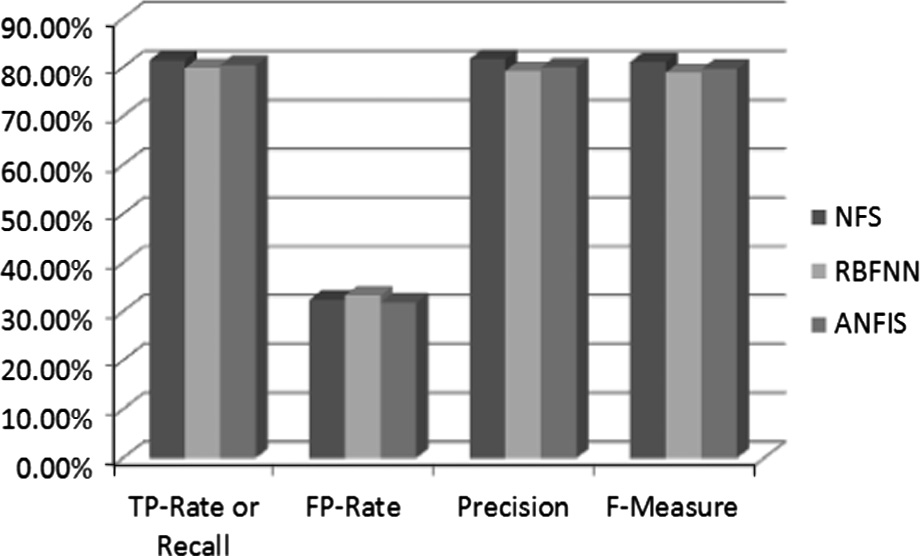 90.00%
80.00%
70.00%
60.00%
50.00%
40.00%
30.00%
20.00%
10.00%
0.00%
TP-Rate or
Recall
FP-Rate
Precision
F-Measure
NFS
RBFNN
ANFIS